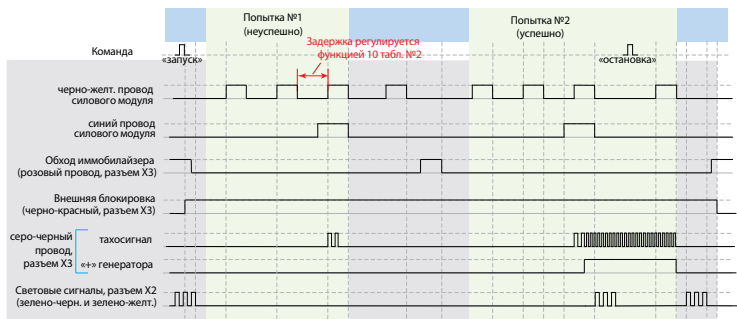 Попытка №1
(неуспешно)
Попытка №2
(успешно)
Задержка регулируется
функцией 10 табл. №2
Команда
«запуск»
«остановка»
черно-желт. провод
силового модуля
синий провод
силового модуля
Обход иммобилайзера
(розовый провод, разъем X3)
Внешняя блокировка
(черно-красный, разъем X3)
серо-черный
провод,
разъем X3
тахосигнал
«+» генератора
Световые сигналы, разъем X2
(зелено-черн. и зелено-желт.)